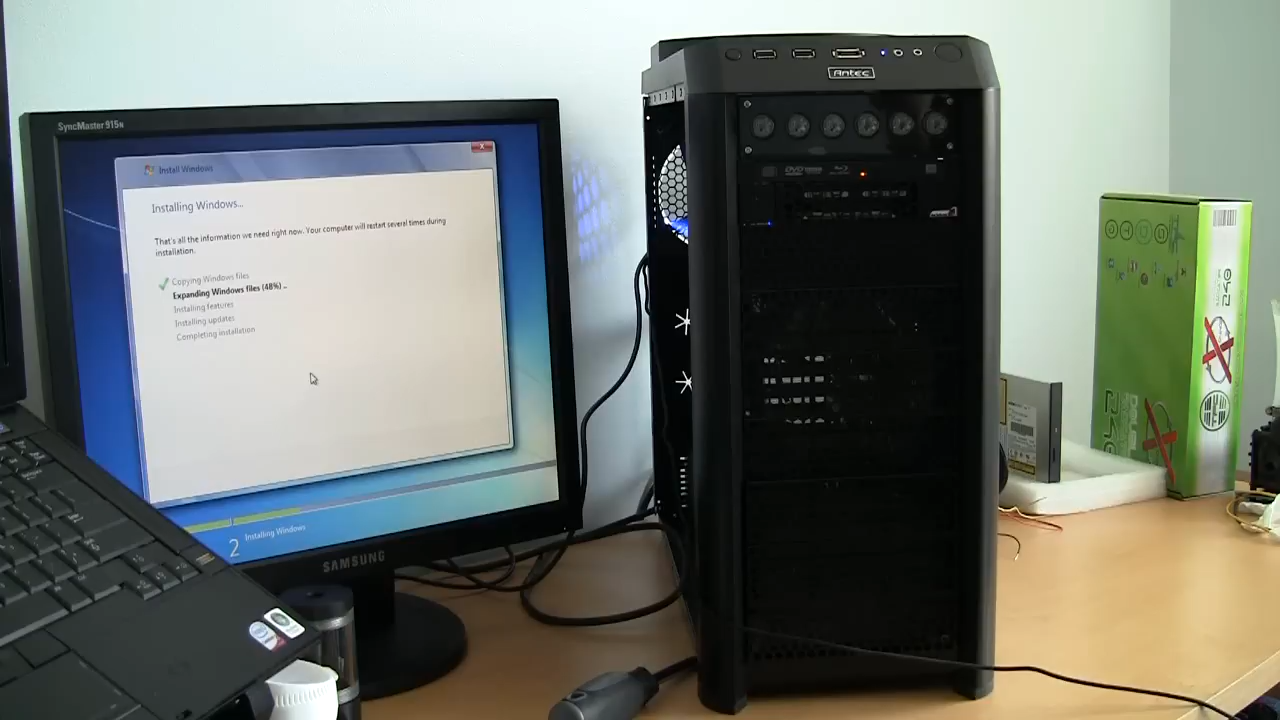 SyncMaster 915N
Install Windows
Installing Windows...
That's all the information we need right now. Your computer will restart several times during
installation.
Copying Windows files
Expanding Windows files (48%) ..
Installing features
Installing updates
Completing installation
2 Installing Windows
SAMSUNG
Antec
DVD